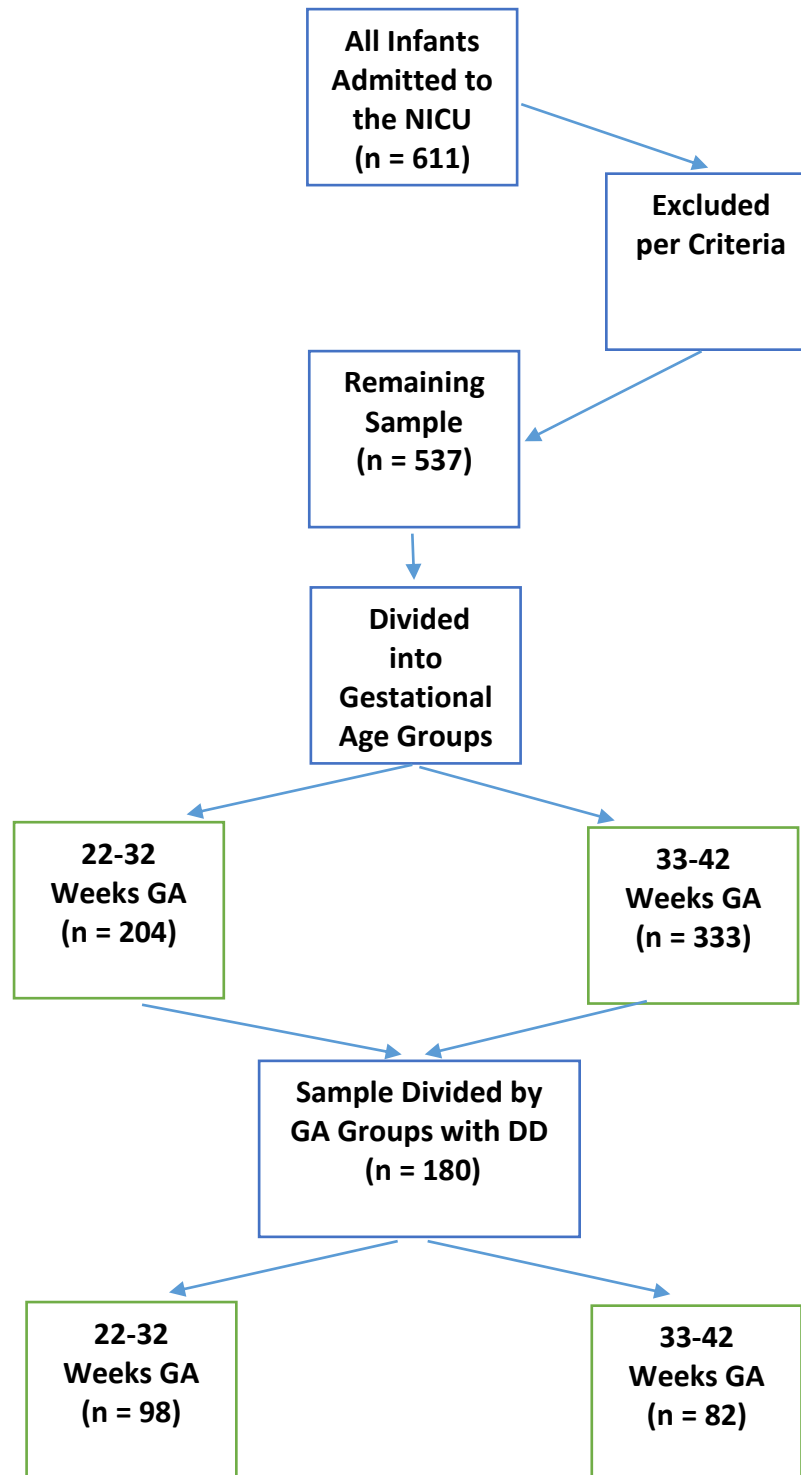 All Infants
Admitted to
the NICU
(n = 611)
Excluded
per Criteria
Remaining
Sample
(n = 537)
Divided
into
Gestational
Age Groups
22-32
Weeks GA
(n = 204)
33-42
Weeks GA
(n = 333)
Sample Divided by
GA Groups with DD
(n = 180)
22-32
Weeks GA
(n = 98)
33-42
Weeks GA
(n = 82)